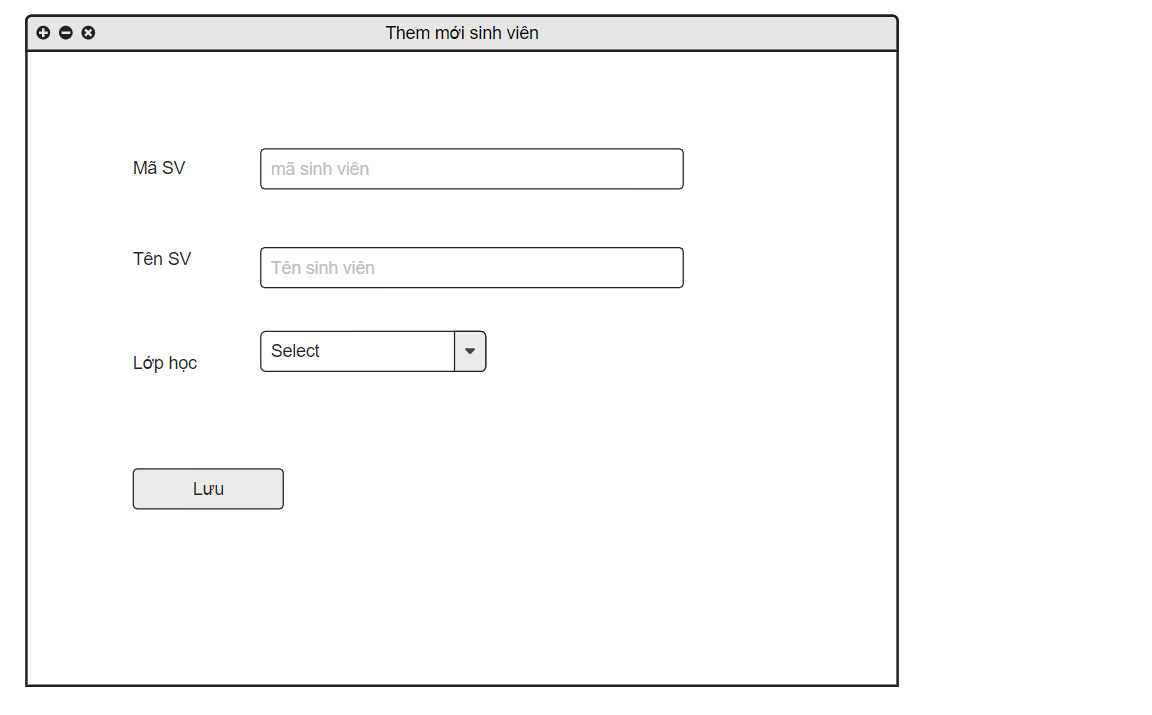 Them mới sinh viên
Mã SV
mã sinh viên
Tên SV
Tên sinh viên
Lớp học
Select
Lưu